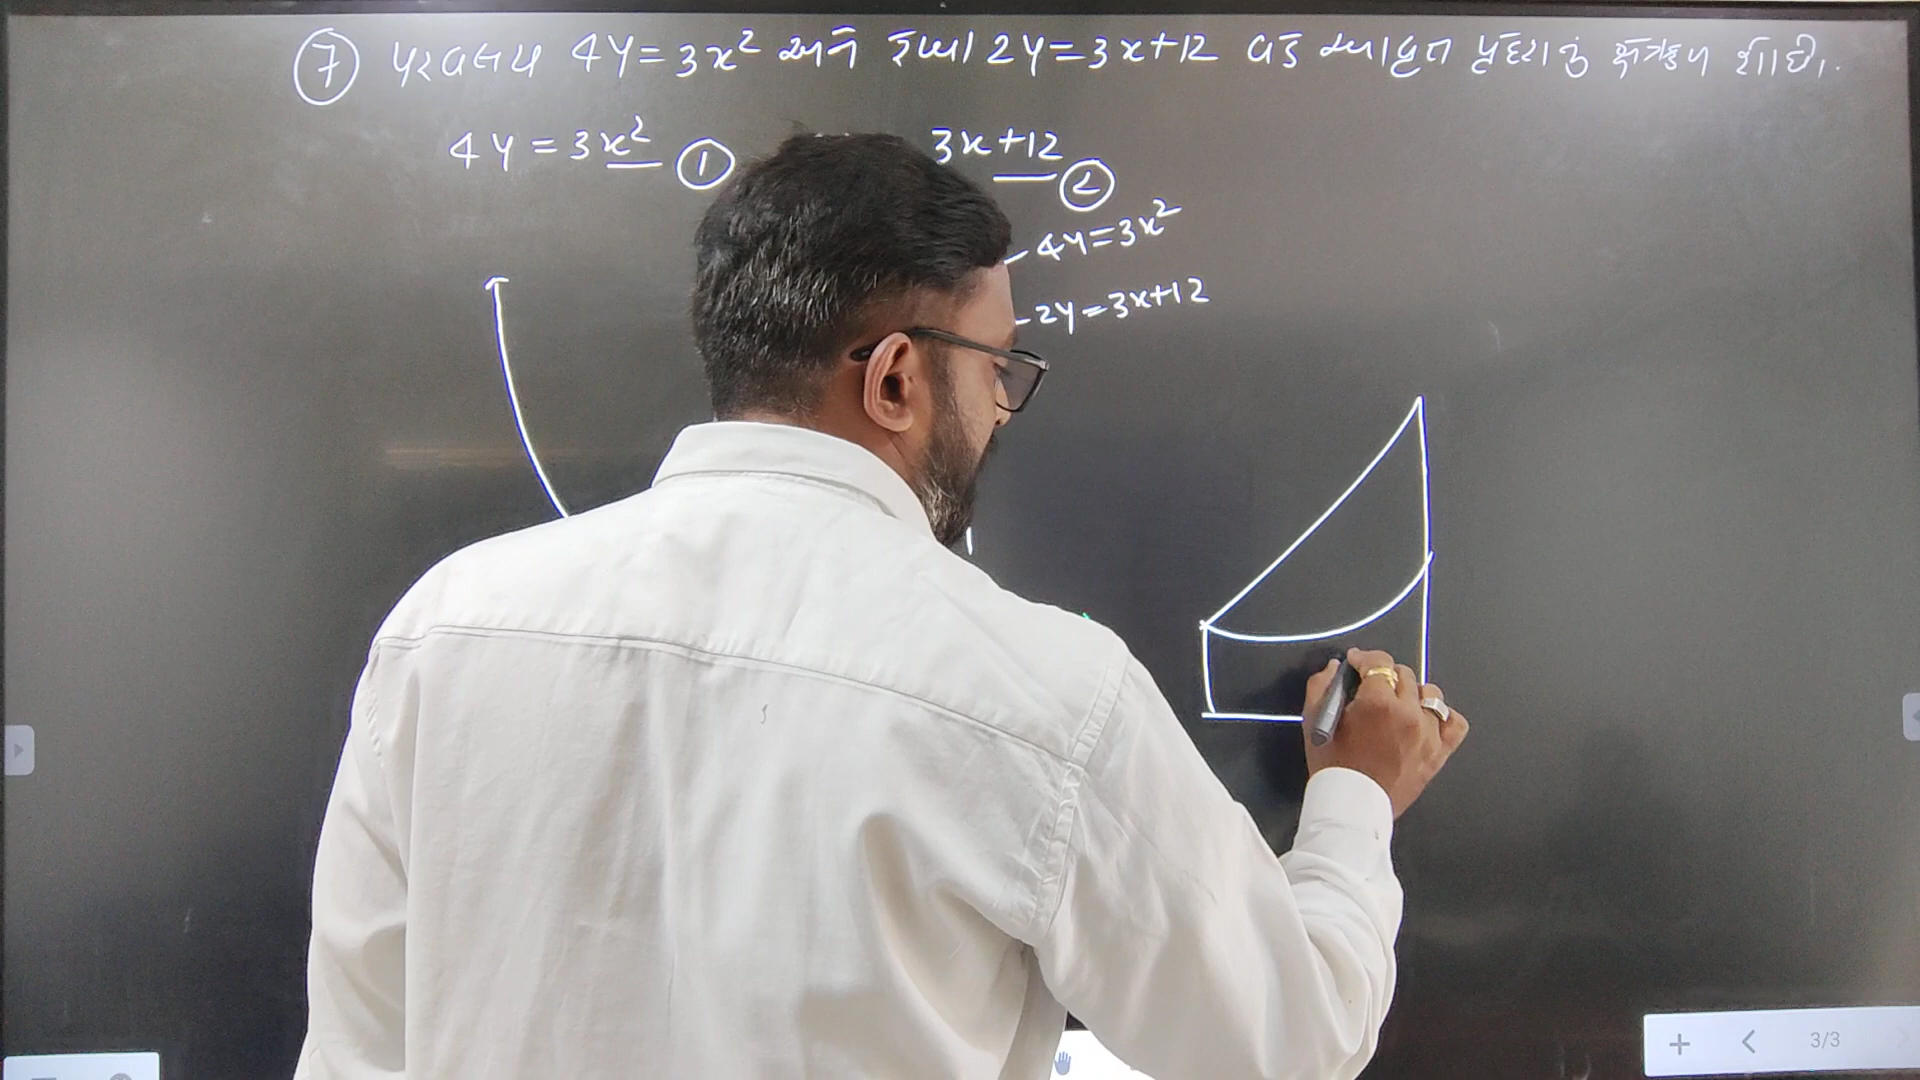 7 પરવલય 4y = 3x² અને રેખા 2y = 3x+12 વડે આવૃત પ્રદેશનું ક્ષેત્રફળ શોધો.
4y = 3x² 1
3x+12 2
4y = 3x²
2y = 3x+12
3/3